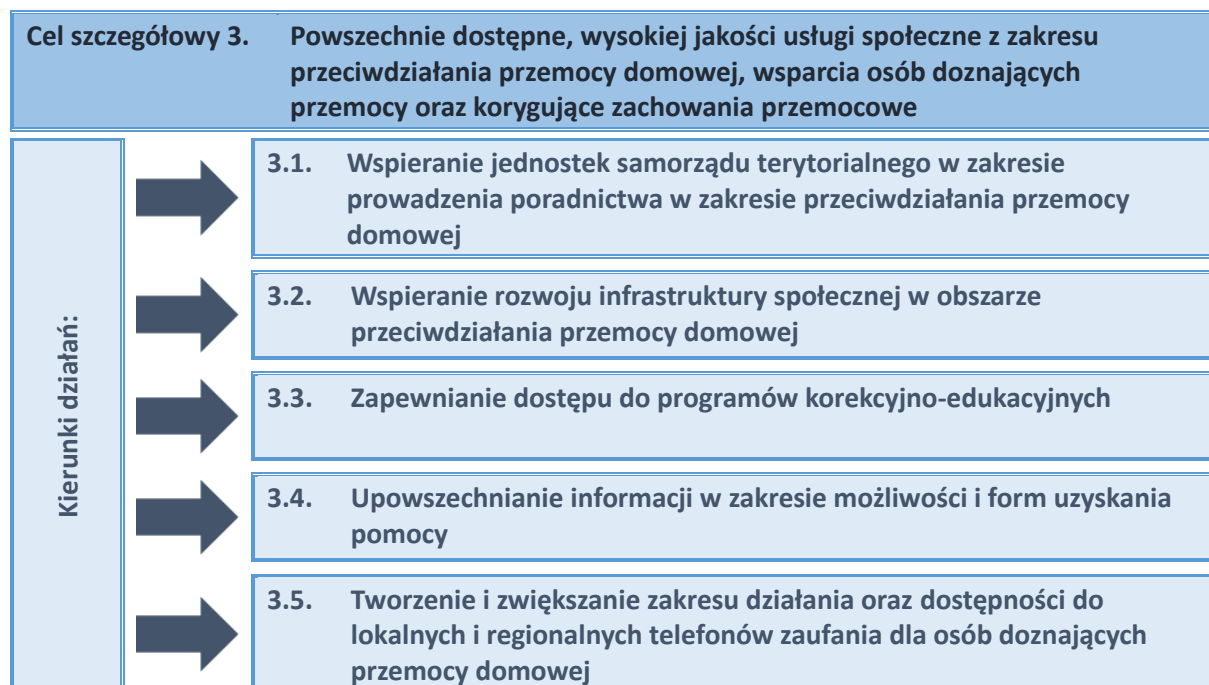 Cel szczegółowy 3. Powszechnie dostępne, wysokiej jakości usługi społeczne z zakresu
przeciwdziałania przemocy domowej, wsparcia osób doznających
przemocy oraz korygujące zachowania przemocowe
Kierunki działań:
3.1. Wspieranie jednostek samorządu terytorialnego w zakresie
prowadzenia poradnictwa w zakresie przeciwdziałania przemocy
domowej
3.2. Wspieranie rozwoju infrastruktury społecznej w obszarze
przeciwdziałania przemocy domowej
3.3. Zapewnianie dostępu do programów korekcyjno-edukacyjnych
3.4. Upowszechnianie informacji w zakresie możliwości i form uzyskania
pomocy
3.5. Tworzenie i zwiększanie zakresu działania oraz dostępności do
lokalnych i regionalnych telefonów zaufania dla osób doznających
przemocy domowej